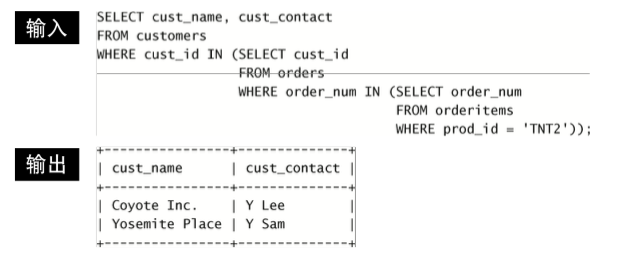 输入
SELECT cust_name, cust_contact
FROM customers
WHERE cust_id IN (SELECT cust_id
FROM orders
WHERE order_num IN (SELECT order_num
FROM orderitems
WHERE prod_id = 'TNT2'));
输出
+----------------+--------------+
| cust_name | cust_contact |
+----------------+--------------+
| Coyote Inc. | Y Lee |
| Yosemite Place | Y Sam |
+----------------+--------------+